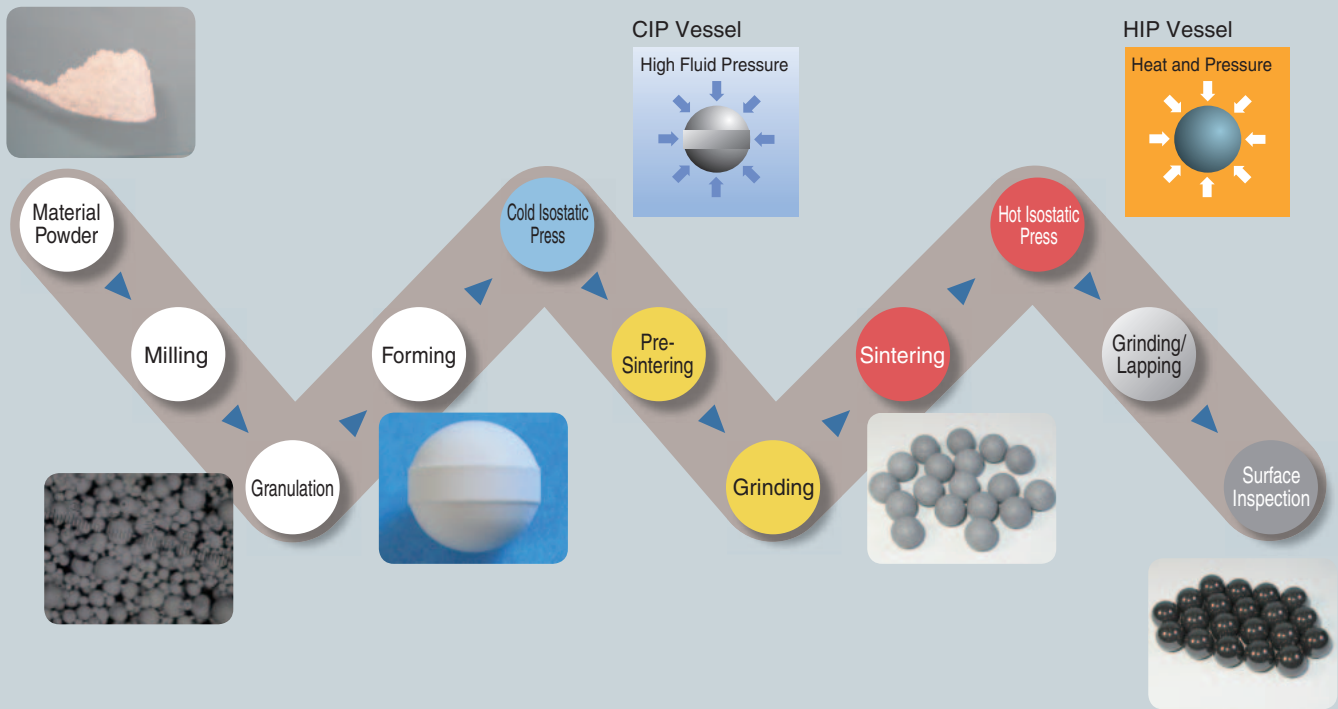 CIP Vessel
High Fluid Pressure
HIP Vessel
Heat and Pressure
Material
Powder
Milling
Granulation
Forming
Cold Isostatic
Press
Pre-
Sintering
Grinding
Sintering
Hot Isostatic
Press
Grinding/
Lapping
Surface
Inspection